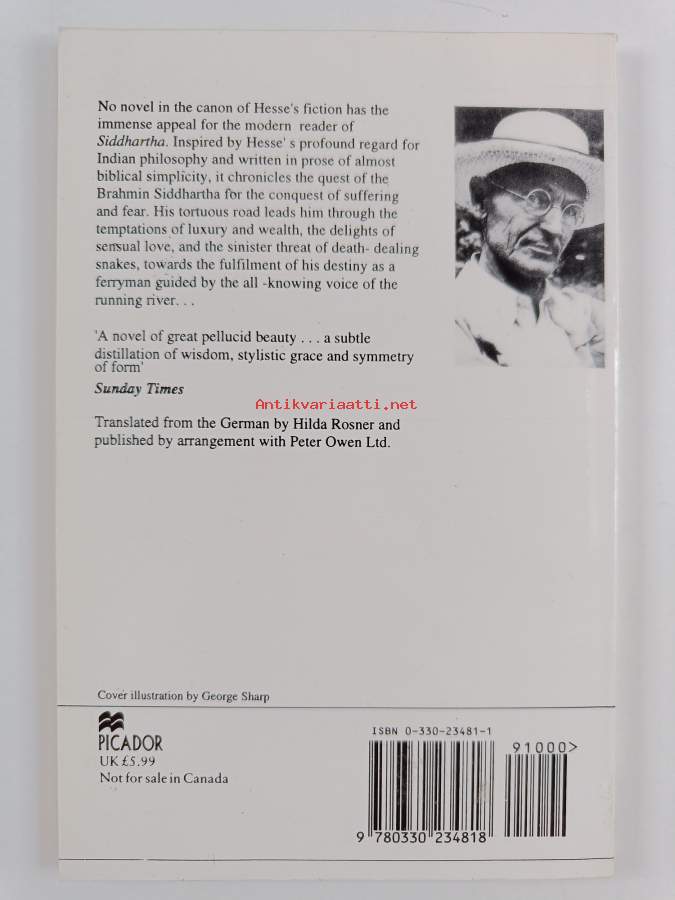 No novel in the canon of Hesse's fiction has the
immense appeal for the modern reader of
Siddhartha. Inspired by Hesse' s profound regard for
Indian philosophy and written in prose of almost
biblical simplicity, it chronicles the quest of the
Brahmin Siddhartha for the conquest of suffering
and fear. His tortuous road leads him through the
temptations of luxury and wealth, the delights of
sensual love, and the sinister threat of death- dealing
snakes, towards the fulfilment of his destiny as a
ferryman guided by the all -knowing voice of the
running river. . .
'A novel of great pellucid beauty . . . a subtle
distillation of wisdom, stylistic grace and symmetry
of form'
Sunday Times
Antikvariaatti.net
Translated from the German by Hilda Rosner and
published by arrangement with Peter Owen Ltd.
Cover illustration by George Sharp
PICADOR
UK £5.99
Not for sale in Canada
ISBN 0-330-23481-1
91000>
9 780330 234818